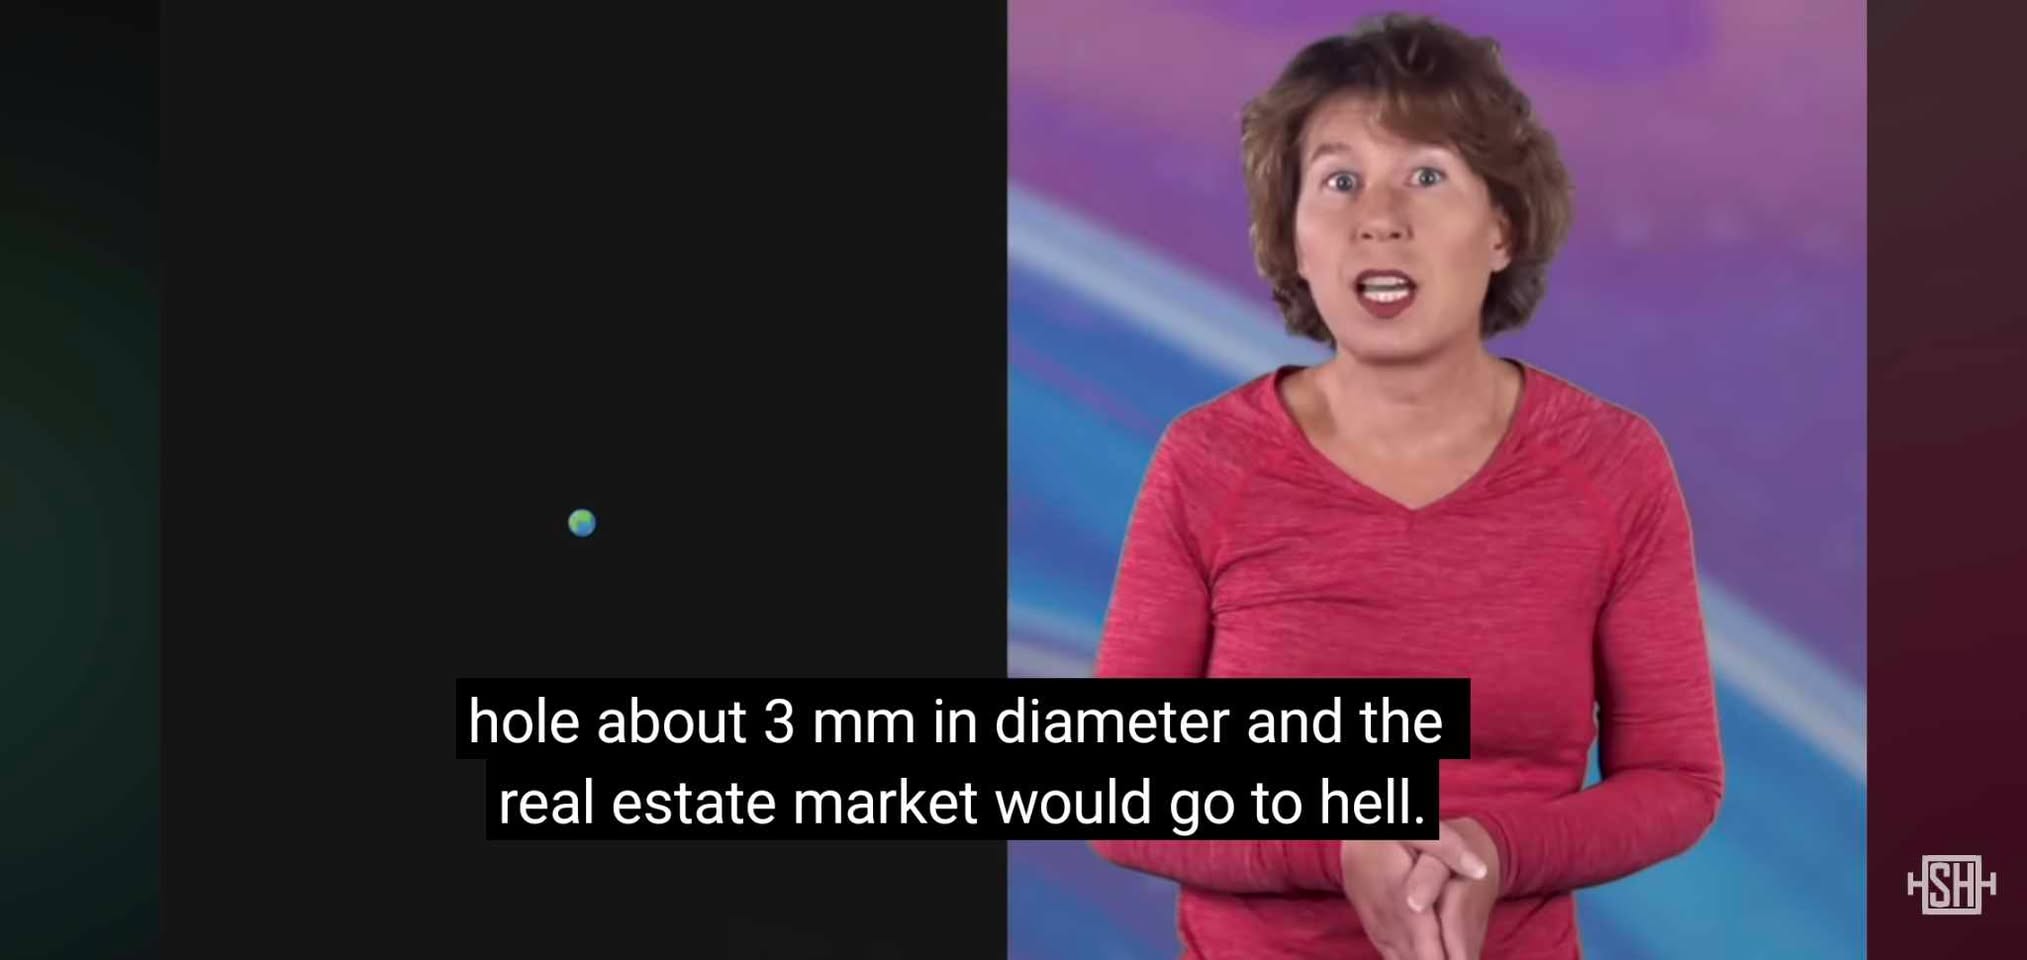 hole about 3 mm in diameter and the
real estate market would go to hell.
SH